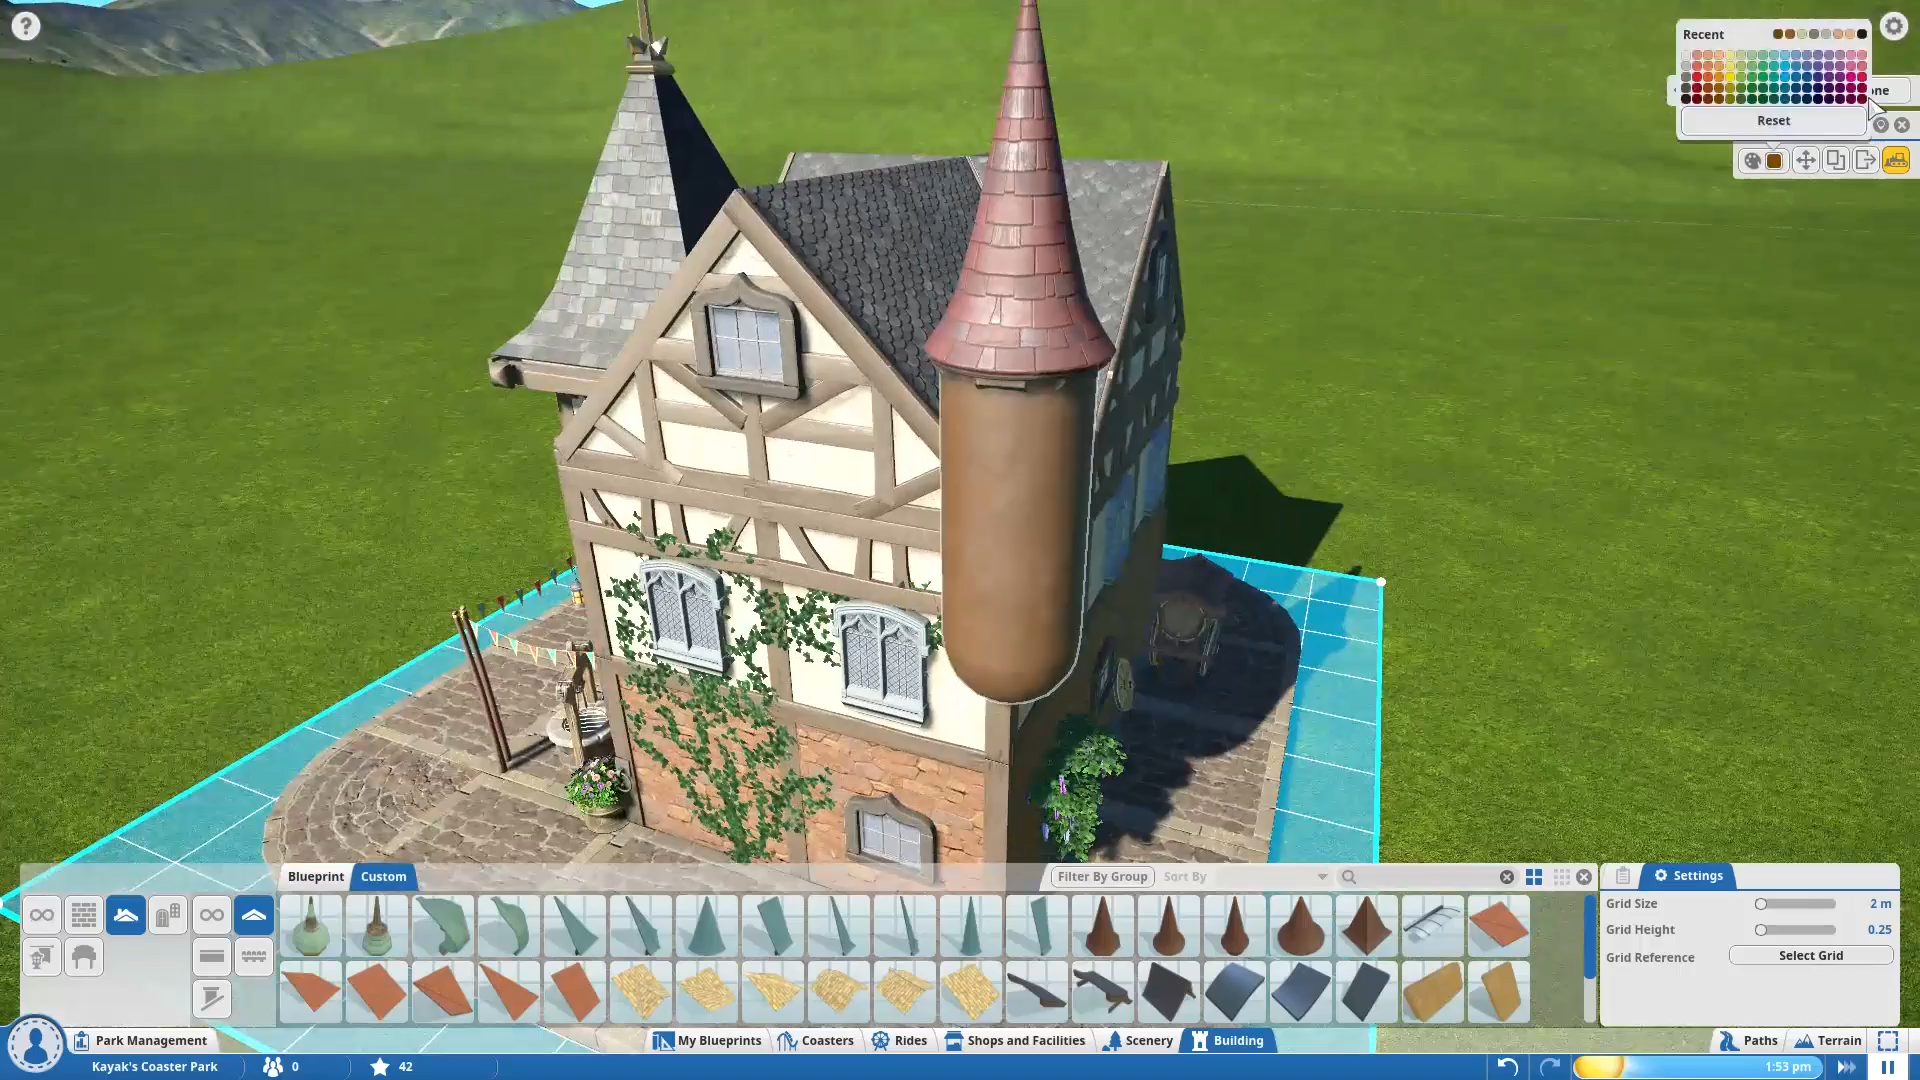 ?
Recent
one
Reset
Blueprint Custom
Filter By Group Sort By
Settings
Grid Size 2 m
Grid Height 0.25
Grid Reference Select Grid
Park Management
My Blueprints Coasters Rides Shops and Facilities Scenery Building
Paths Terrain
Kayak's Coaster Park 0 42
1:53 pm